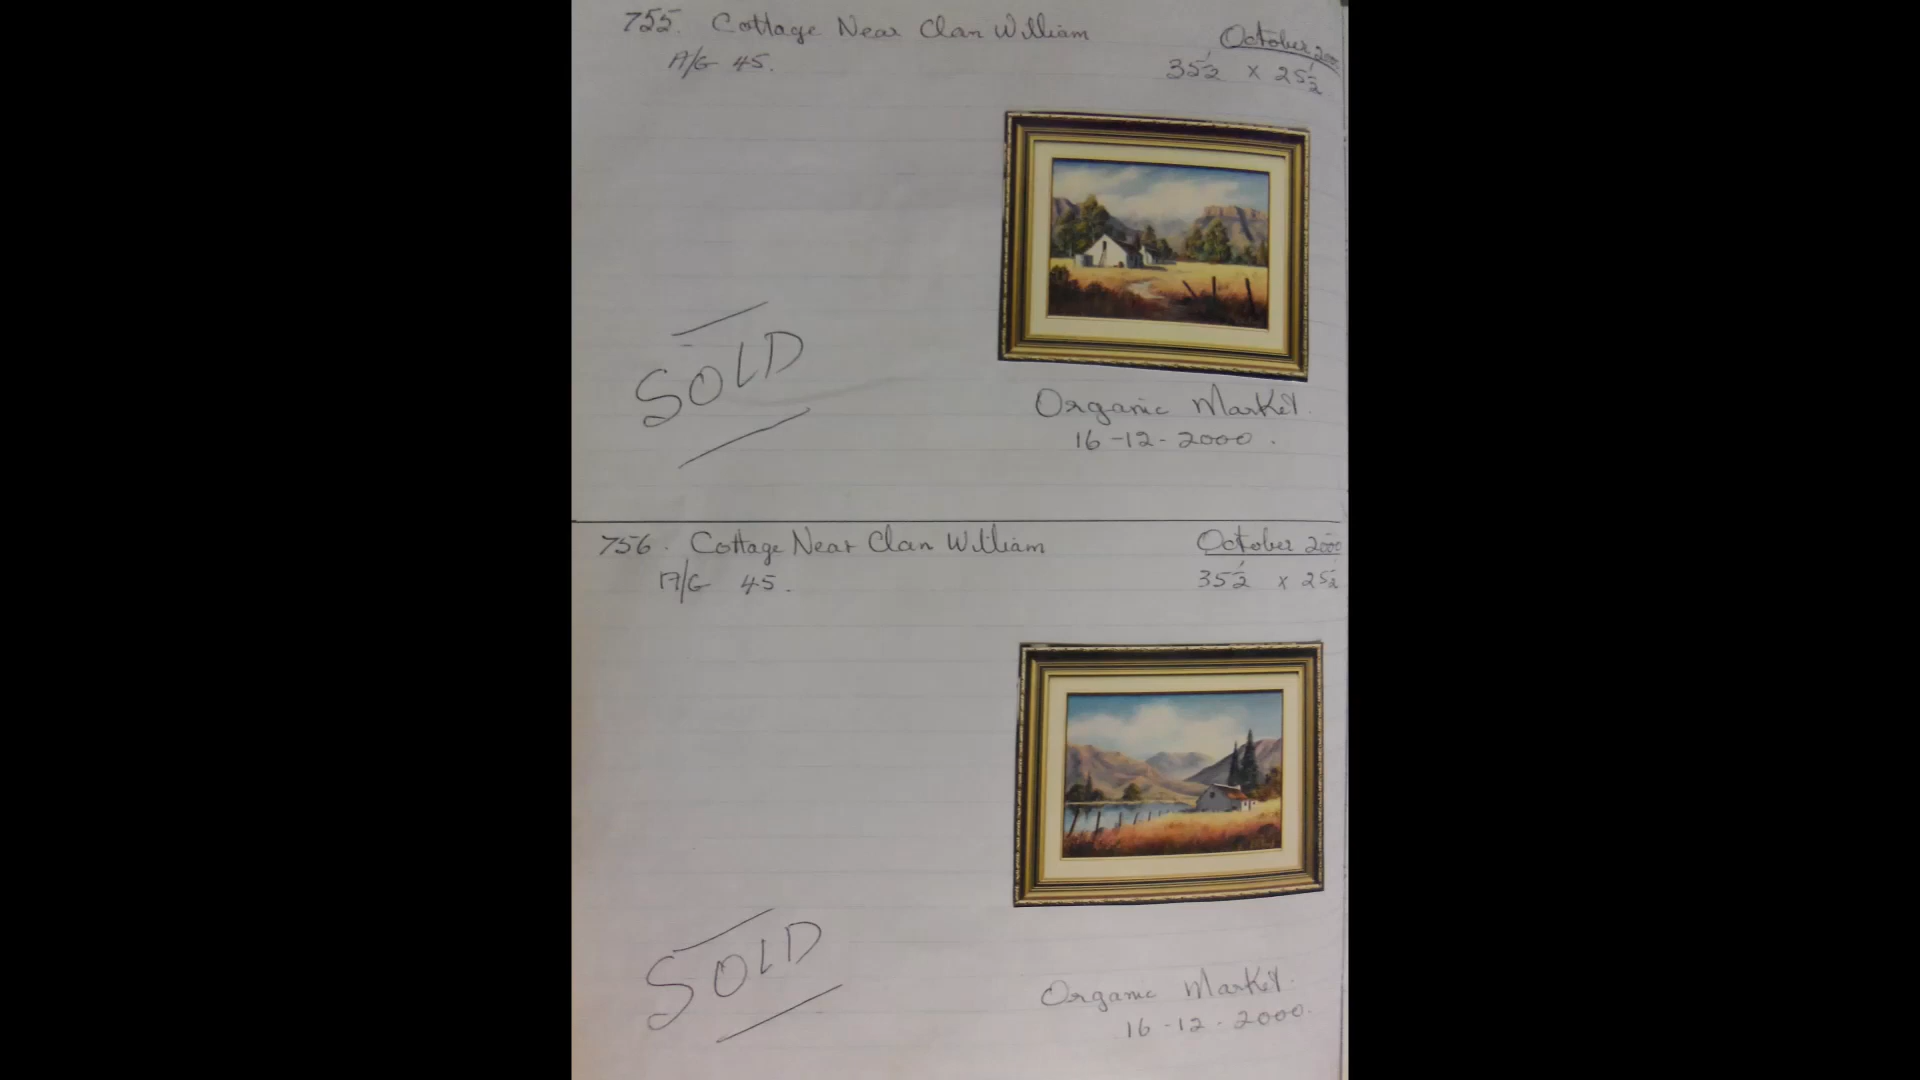 755. Cottage Near Clan William
October 2000
A/G 45.
35½ x 25½
SOLD
Organic Market.
16-12-2000.
756. Cottage Near Clan William
October 2000
A/G 45.
35½ x 25½
SOLD
Organic Market.
16-12-2000.